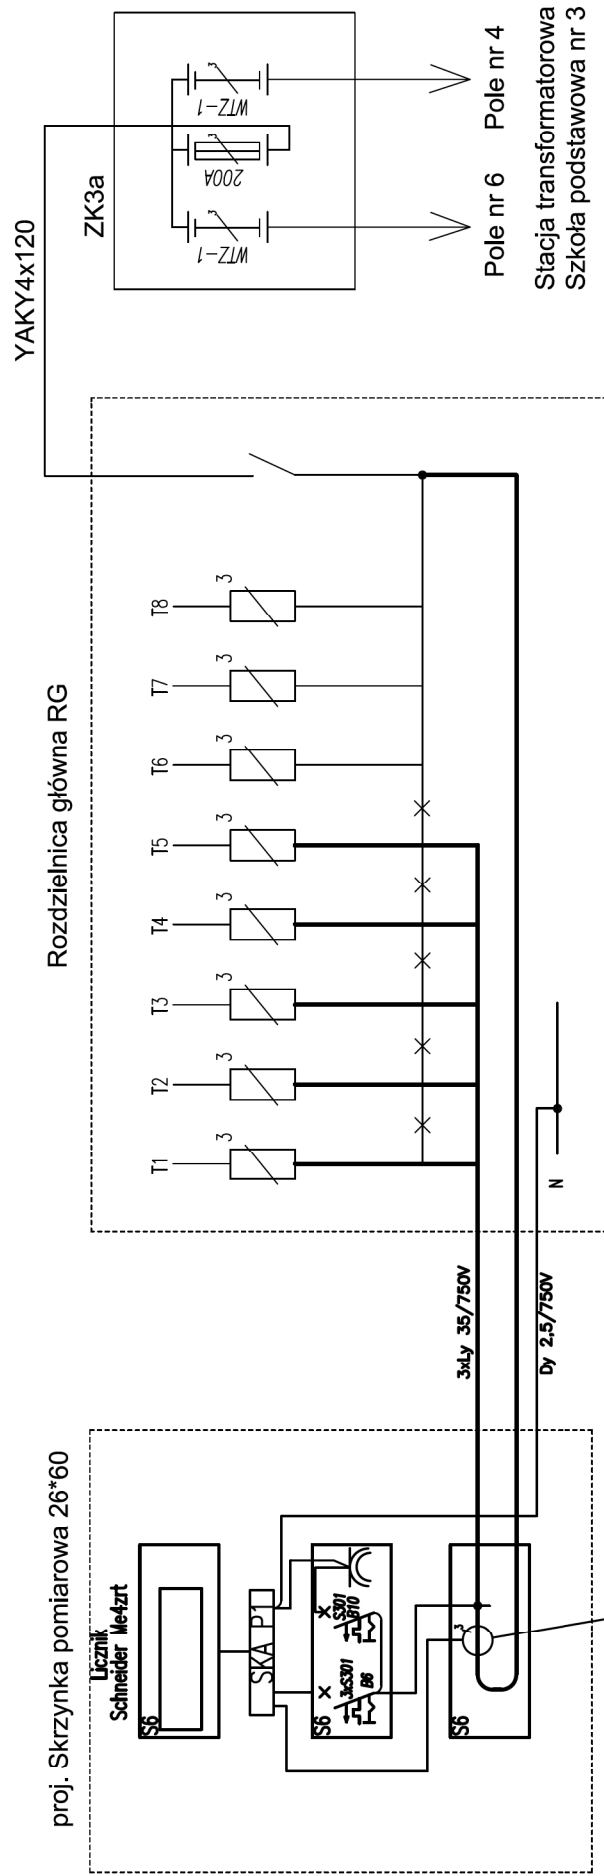 proj. Skrzynka pomiarowa 26*60
Licznik
Schneider Me4zrt
S6
SKA P1
S301
B10
3xS301
B6
S6
3
S6
3xLy 35/750V
Dy 2,5/750V
Rozdzielnica główna RG
T1
T2
T3
T4
T5
T6
T7
T8
3
3
3
3
3
3
3
3
N
YAKY4x120
ZK3a
WTZ-1
3
200A
3
WTZ-1
3
Pole nr 6
Pole nr 4
Stacja transformatorowa
Szkoła podstawowa nr 3